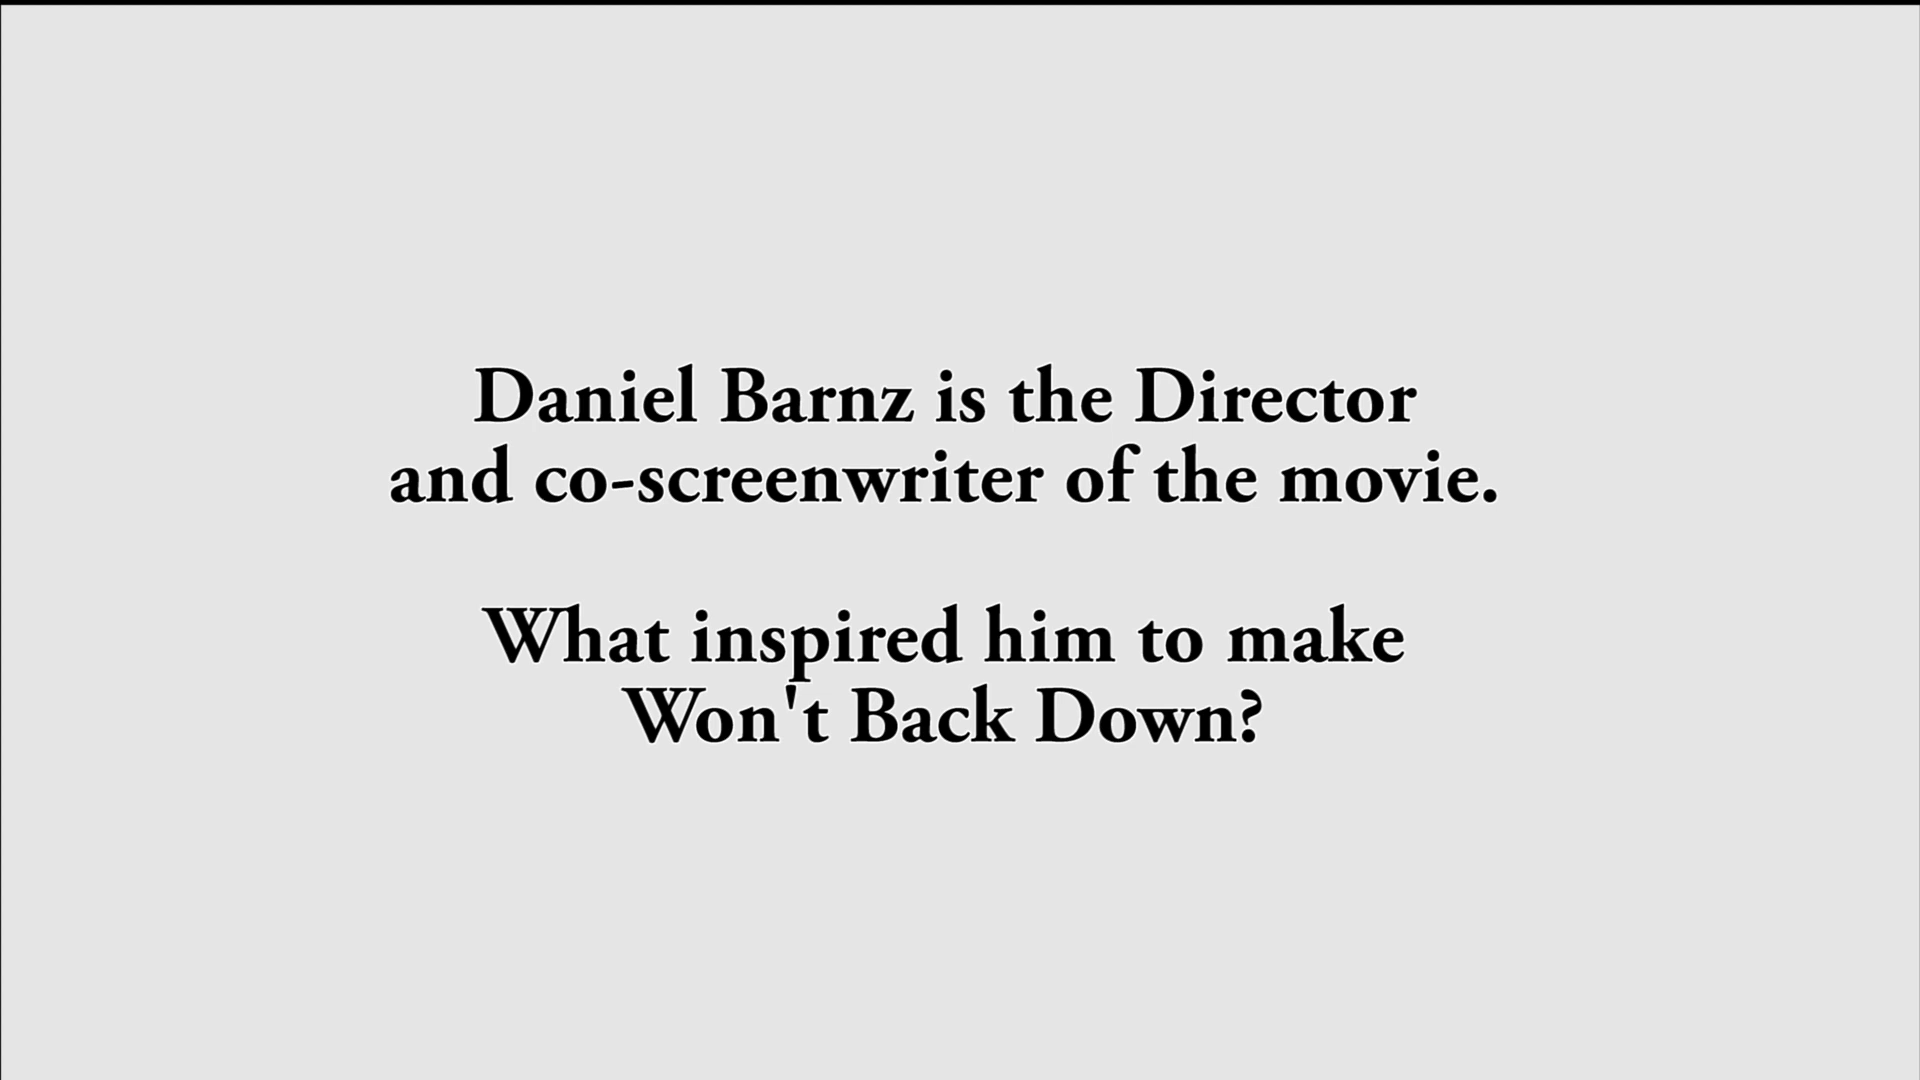 Daniel Barnz is the Director
and co-screenwriter of the movie.
What inspired him to make
Won't Back Down?